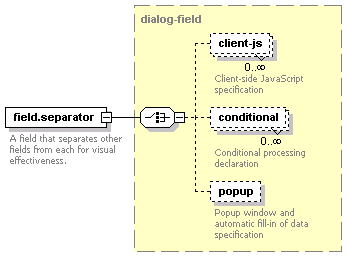 dialog-field
client-js
0..∞
Client-side JavaScript
specification
field.separator
A field that separates other
fields from each for visual
effectiveness.
conditional
0..∞
Conditional processing
declaration
popup
Popup window and
automatic fill-in of data
specification